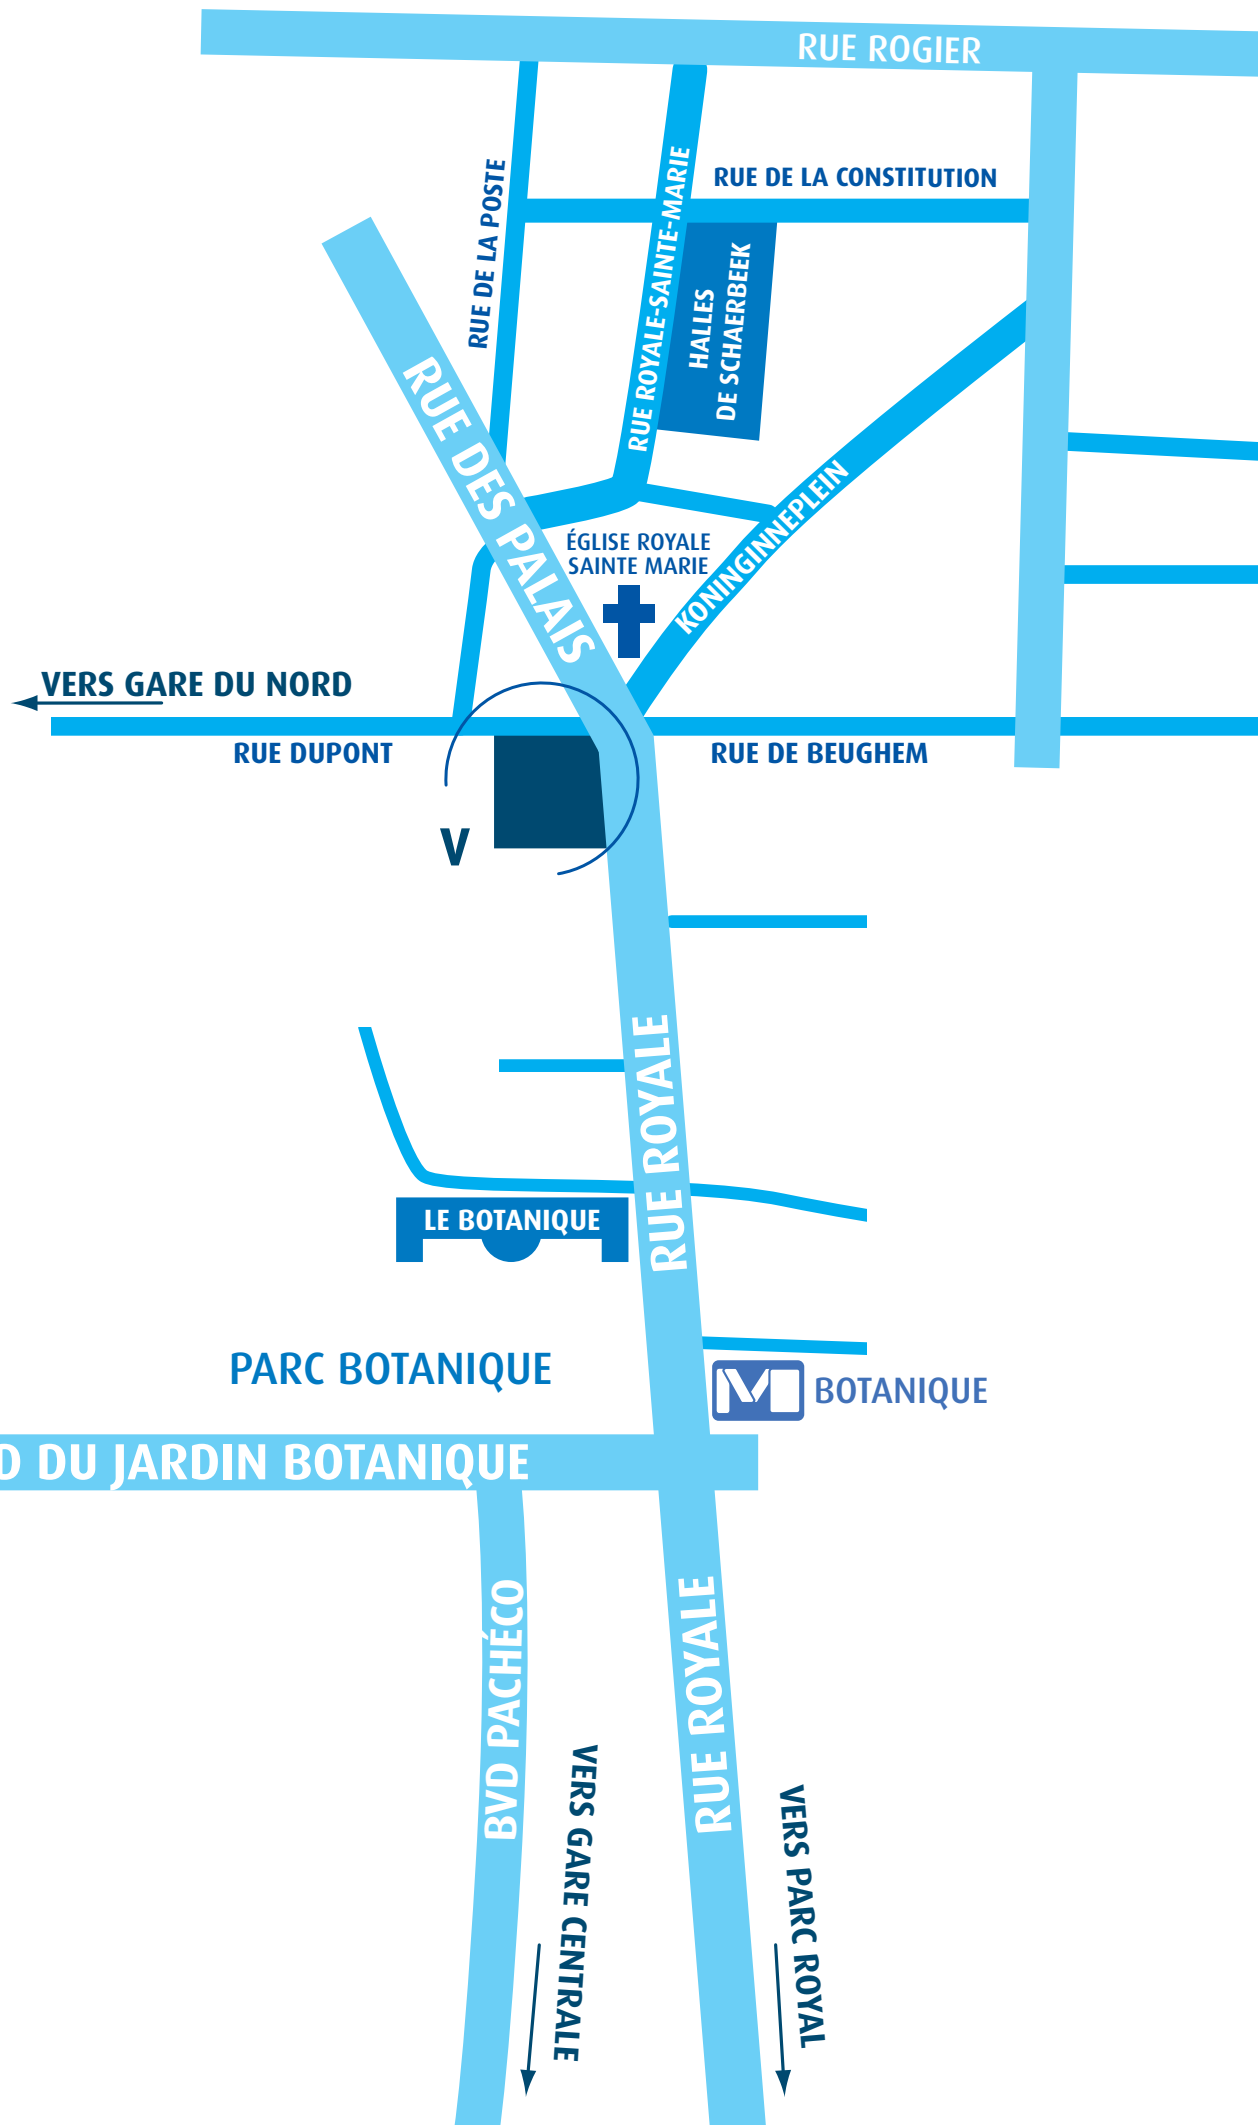 RUE ROGIER
RUE DE LA POSTE
RUE ROYALE-SAINTE-MARIE
RUE DE LA CONSTITUTION
HALLES
DE SCHAERBEEK
RUE DES PALAIS
KONINGINNEPLEIN
ÉGLISE ROYALE
SAINTE MARIE
VERS GARE DU NORD
RUE DUPONT
RUE DE BEUGHEM
V
RUE ROYALE
LE BOTANIQUE
PARC BOTANIQUE
M BOTANIQUE
D DU JARDIN BOTANIQUE
BVD PACHÉCO
RUE ROYALE
VERS GARE CENTRALE
VERS PARC ROYAL